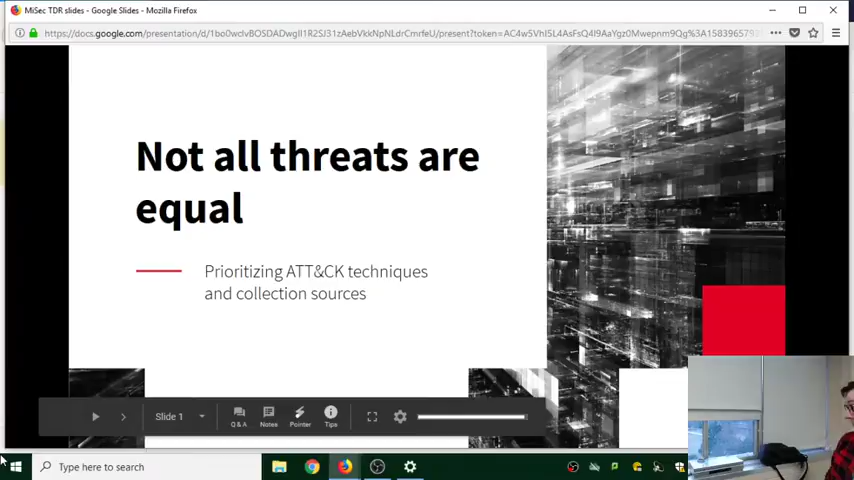 MiSec TDR slides - Google Slides - Mozilla Firefox
Not all threats are
equal
Prioritizing ATT&CK techniques
and collection sources
Slide 1
Q & A
Notes
Pointer
Tips
Type here to search